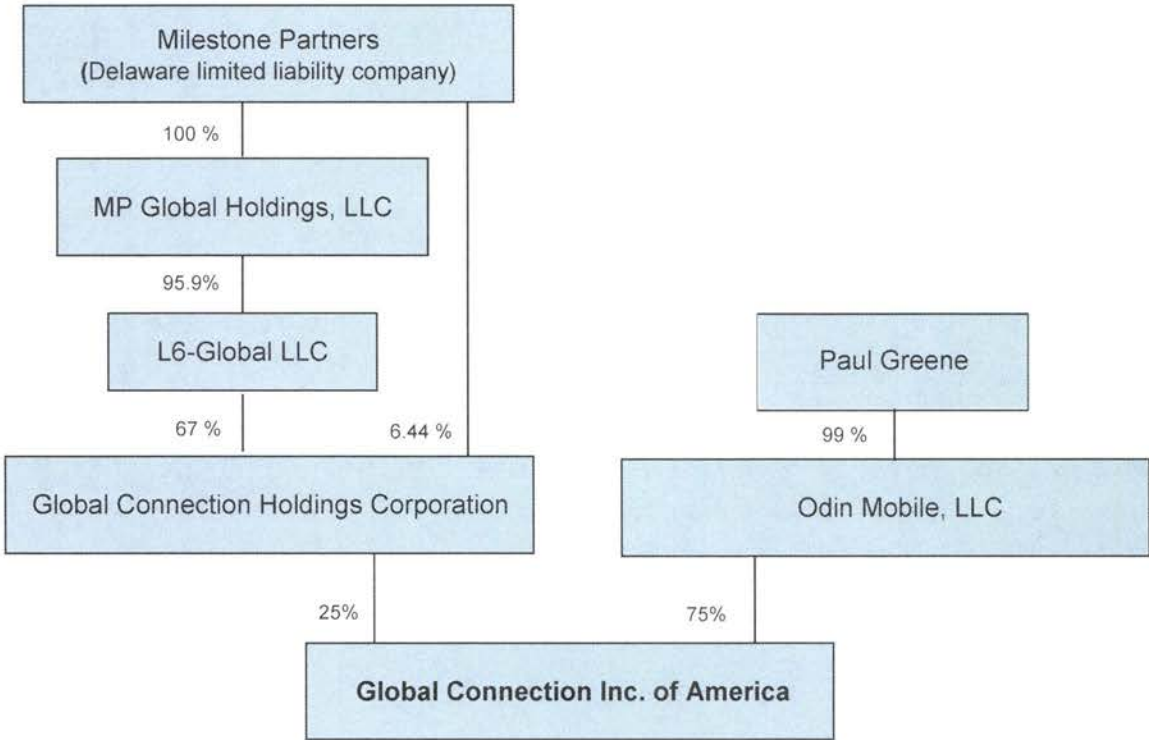 Milestone Partners
(Delaware limited liability company)
100 %
MP Global Holdings, LLC
95.9%
L6-Global LLC
Paul Greene
67 %
6.44 %
99 %
Global Connection Holdings Corporation
Odin Mobile, LLC
25%
75%
Global Connection Inc. of America